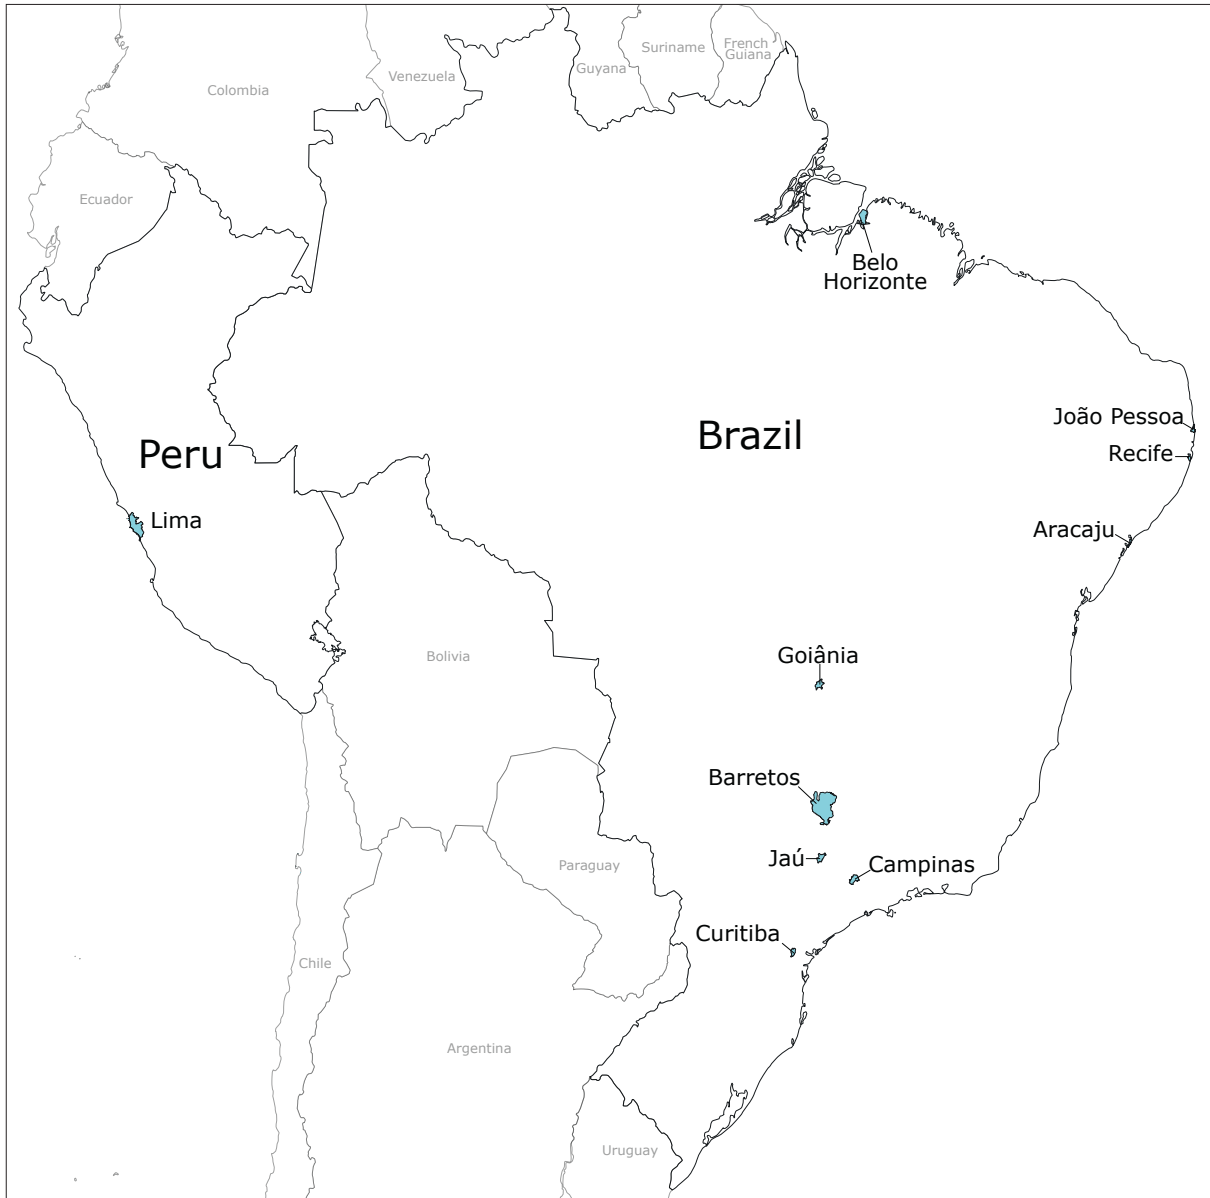 French
Guiana
Suriname
Guyana
Venezuela
Colombia
Ecuador
Belo
Horizonte
João Pessoa
Brazil
Peru
Recife
Lima
Aracaju
Goiânia
Bolivia
Barretos
Jaú
Campinas
Paraguay
Curitiba
Chile
Argentina
Uruguay